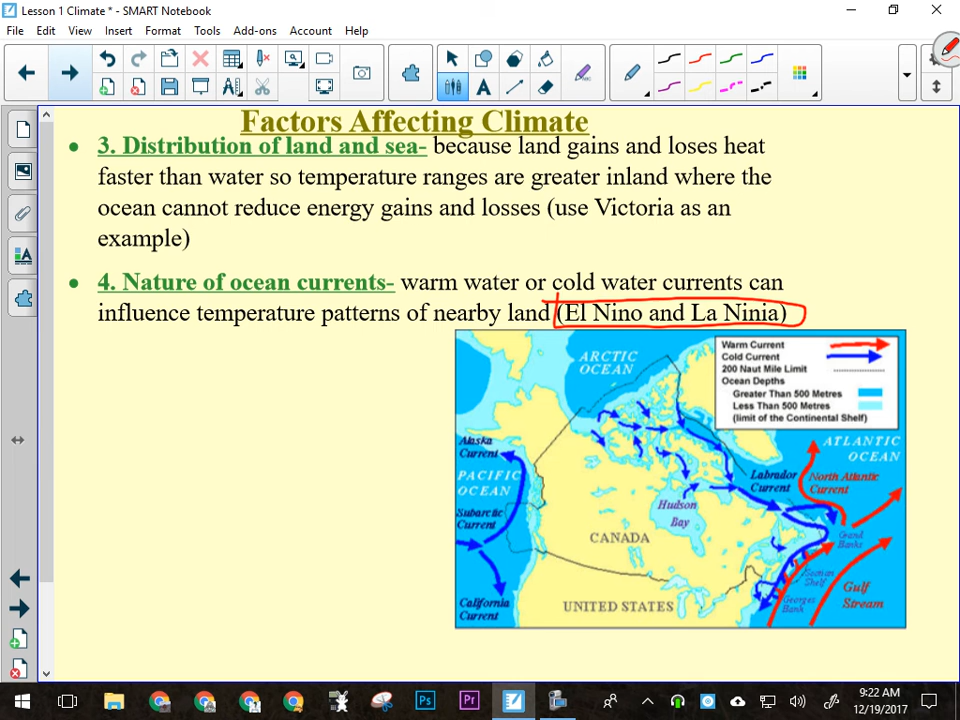 Lesson 1 Climate * - SMART Notebook
File Edit View Insert Format Tools Add-ons Account Help
Factors Affecting Climate
• 3. Distribution of land and sea- because land gains and loses heat
faster than water so temperature ranges are greater inland where the
ocean cannot reduce energy gains and losses (use Victoria as an
example)
• 4. Nature of ocean currents- warm water or cold water currents can
influence temperature patterns of nearby land (El Nino and La Ninia)
Warm Current
Cold Current
200 Naut Mile Limit
Ocean Depths
Greater Than 500 Metres
Less Than 500 Metres
(limit of the Continental Shelf)
ARCTIC
OCEAN
Alaska
Current
PACIFIC
OCEAN
Subarctic
Current
California
Current
Hudson
Bay
CANADA
UNITED STATES
Labrador
Current
ATLANTIC
OCEAN
North Atlantic
Current
Grand
Banks
Scotian
Shelf
Georges
Bank
Gulf
Stream
9:22 AM
12/19/2017